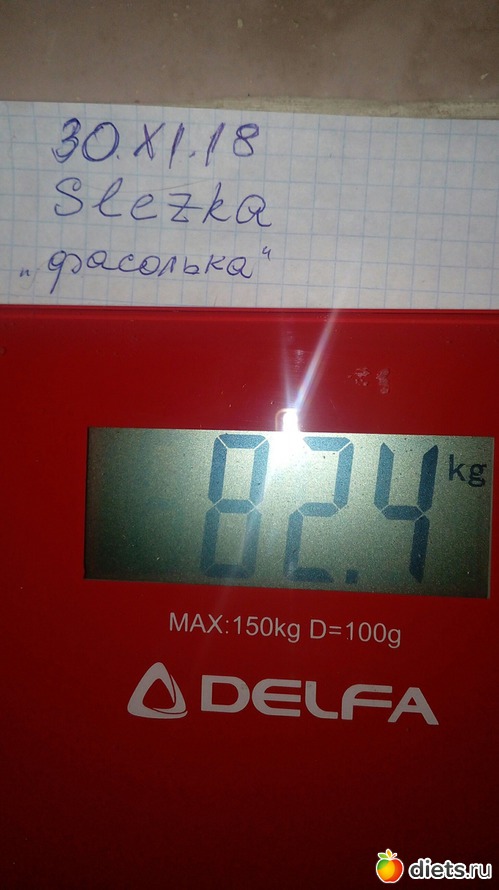 30.XI.18
Slezka
„фасолька“
82.4 kg
MAX:150kg D=100g
DELFA
diets.ru